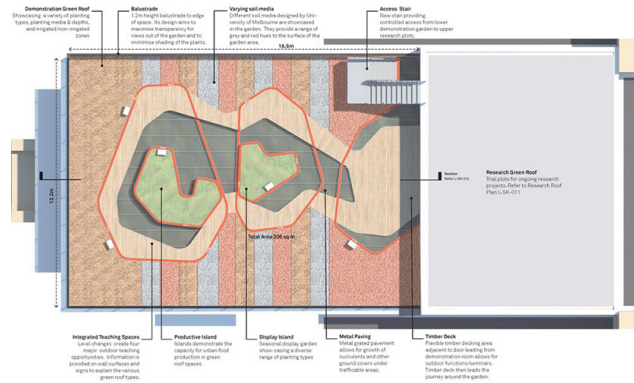 Demonstration Green Roof
Showcasing a variety of planting
types, planting media & depths,
and irrigated/non-irrigated
zones
Balustrade
1.2m height balustrade to edge
of space. Its design aims to
maximise transparency for
views out of the garden and to
minimise shading of the plants.
Varying soil media
Different soil media designed by Uni-
versity of Melbourne are showcased
in the garden. They provide a range of
grey and red hues to the surface of the
garden area.
Access Stair
New stair providing
controlled access from lower
demonstration garden to upper
research plots.
16.9m
12.2m
Section
Refer L-SK-012
Research Green Roof
Trial plots for ongoing research
projects. Refer to Research Roof
Plan L-SK-011
Total Area 206 sq m
Integrated Teaching Spaces
Level changes create four
major outdoor teaching
opportunities. Information is
provided on wall surfaces and
signs to explain the various
green roof types.
Productive Island
Islands demonstrate the
capacity for urban food
production on green
roof spaces
Display Island
Seasonal display garden
show-casing a diverse
range of planting types
Metal Paving
Metal grated pavement
allows for growth of
succulents and other
ground covers under
trafficable areas.
Timber Deck
Flexible timber decking area
adjacent to door leading from
demonstration room allows for
outdoor functions/seminars.
Timber deck then leads the
journey around the garden.